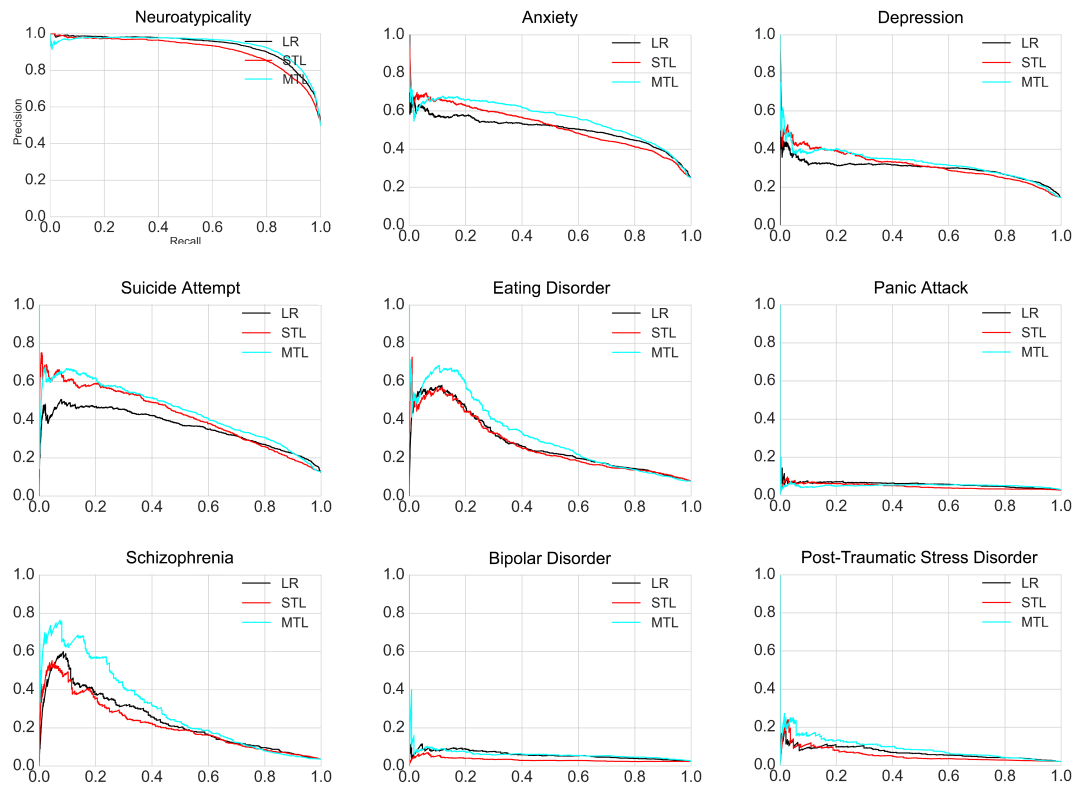 Neuroatypicality
1.0
0.8
0.6
0.4
0.2
0.0
Precision
0.0 0.2 0.4 0.6 0.8 1.0
Recall
LR
STL
MTL
Anxiety
1.0
0.8
0.6
0.4
0.2
0.0
0.0 0.2 0.4 0.6 0.8 1.0
LR
STL
MTL
Depression
1.0
0.8
0.6
0.4
0.2
0.0
0.0 0.2 0.4 0.6 0.8 1.0
LR
STL
MTL
Suicide Attempt
1.0
0.8
0.6
0.4
0.2
0.0
0.0 0.2 0.4 0.6 0.8 1.0
LR
STL
MTL
Eating Disorder
1.0
0.8
0.6
0.4
0.2
0.0
0.0 0.2 0.4 0.6 0.8 1.0
LR
STL
MTL
Panic Attack
1.0
0.8
0.6
0.4
0.2
0.0
0.0 0.2 0.4 0.6 0.8 1.0
LR
STL
MTL
Schizophrenia
1.0
0.8
0.6
0.4
0.2
0.0
0.0 0.2 0.4 0.6 0.8 1.0
LR
STL
MTL
Bipolar Disorder
1.0
0.8
0.6
0.4
0.2
0.0
0.0 0.2 0.4 0.6 0.8 1.0
LR
STL
MTL
Post-Traumatic Stress Disorder
1.0
0.8
0.6
0.4
0.2
0.0
0.0 0.2 0.4 0.6 0.8 1.0
LR
STL
MTL